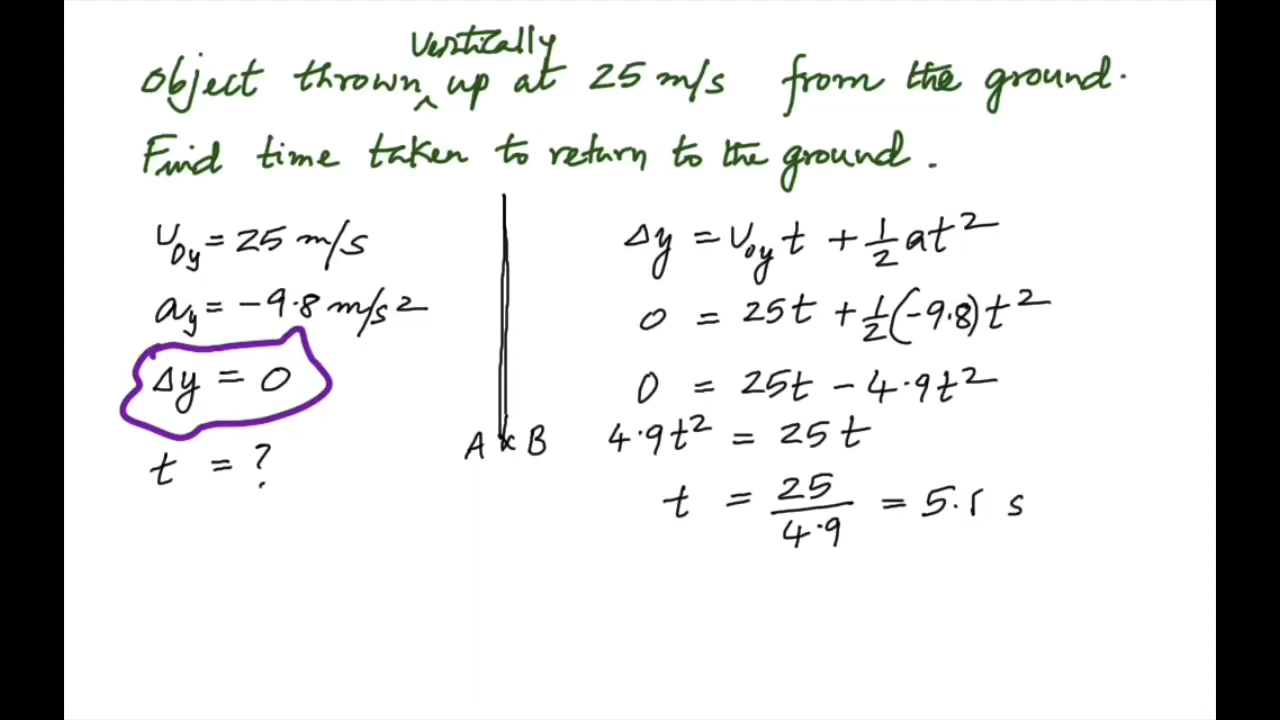 Object thrown vertically up at 25 m/s from the ground.
Find time taken to return to the ground.
v₀y = 25 m/s
ay = -9.8 m/s²
Δy = 0
t = ?
A x B
Δy = v₀y t + 1/2 at²
0 = 25t + 1/2 (-9.8)t²
0 = 25t - 4.9t²
4.9t² = 25t
t = 25/4.9 = 5.1 s